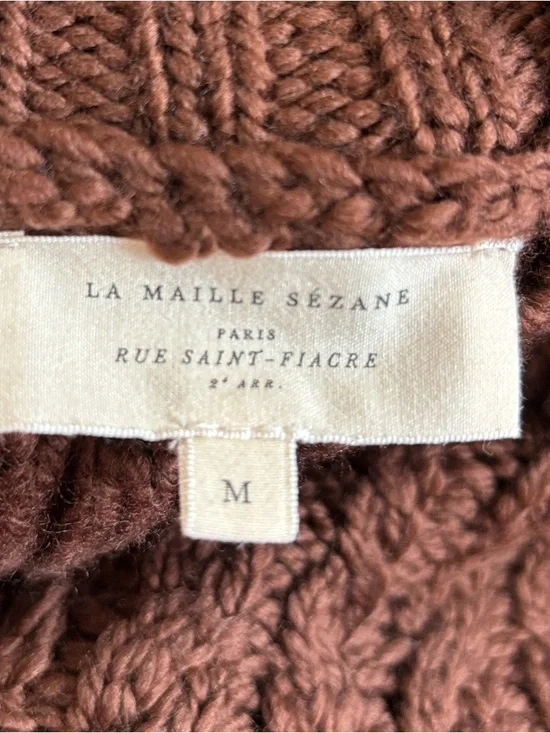 LA MAILLE SÉZANE
PARIS
RUE SAINT-FIACRE
2ᵉ ARR.
M